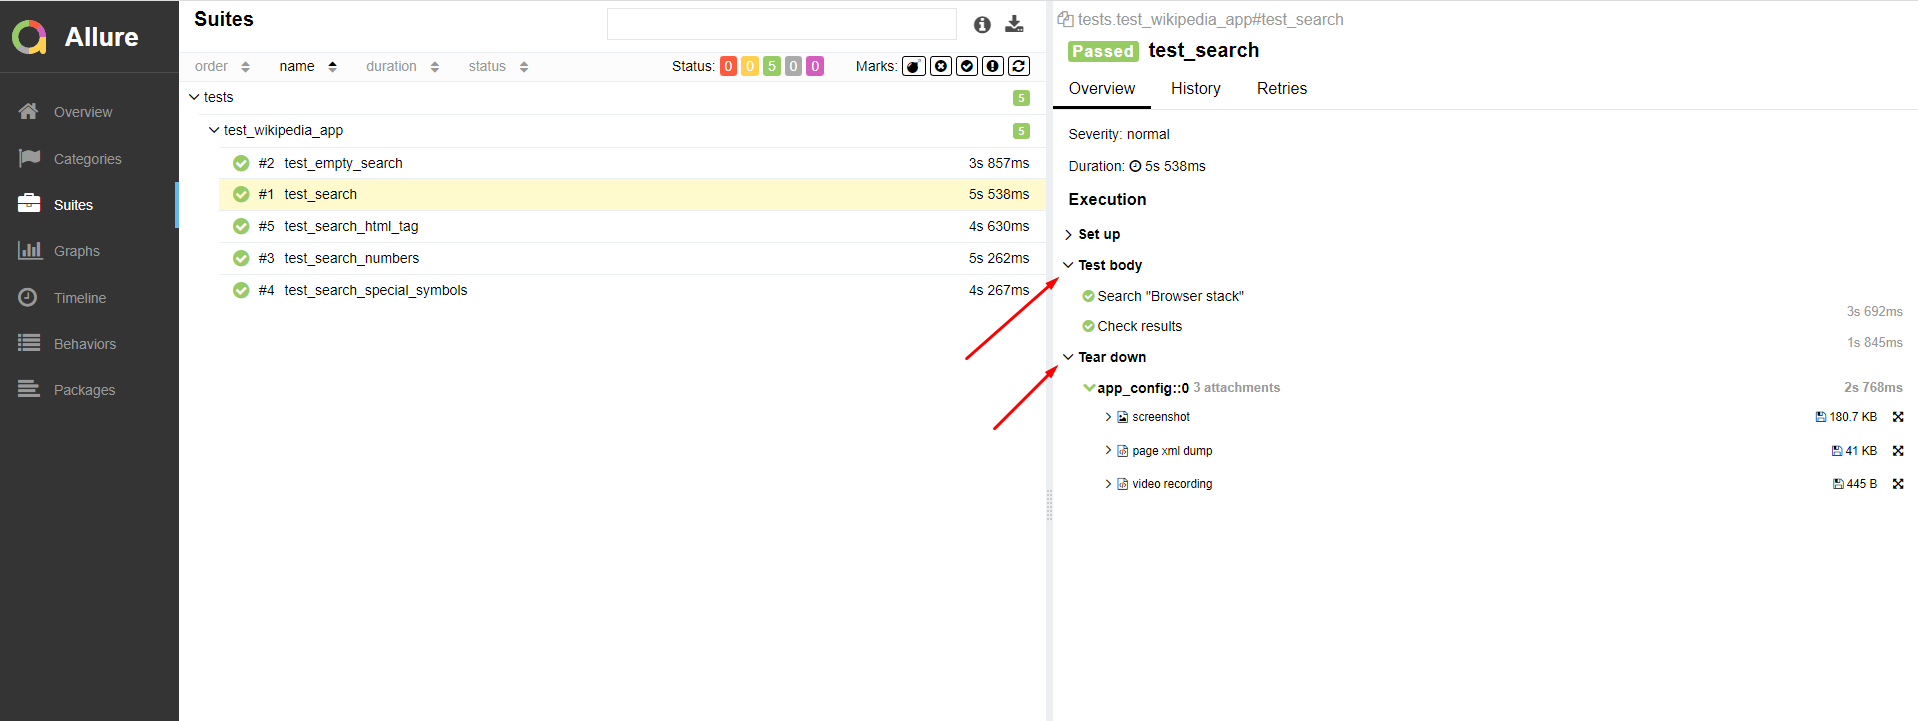 Allure
Overview
Categories
Suites
Graphs
Timeline
Behaviors
Packages
Suites
order name duration status Status: 0 0 5 0 0 Marks:
tests 5
test_wikipedia_app 5
#2 test_empty_search 3s 857ms
#1 test_search 5s 538ms
#5 test_search_html_tag 4s 630ms
#3 test_search_numbers 5s 262ms
#4 test_search_special_symbols 4s 267ms
tests.test_wikipedia_app#test_search
Passed test_search
Overview History Retries
Severity: normal
Duration: 5s 538ms
Execution
Set up
Test body
Search "Browser stack"
3s 692ms
Check results
1s 845ms
Tear down
app_config::0 3 attachments 2s 768ms
screenshot 180.7 KB
page xml dump 41 KB
video recording 445 B